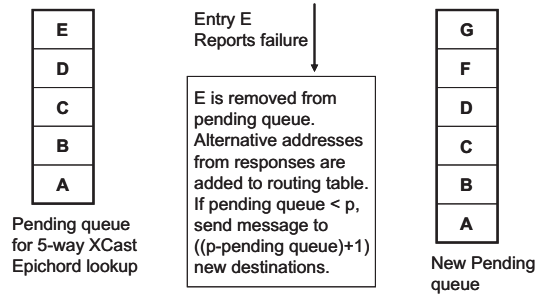 E
D
C
B
A
Pending queue
for 5-way XCast
Epichord lookup
Entry E
Reports failure
E is removed from
pending queue.
Alternative addresses
from responses are
added to routing table.
If pending queue < p,
send message to
((p-pending queue)+1)
new destinations.
G
F
D
C
B
A
New Pending
queue